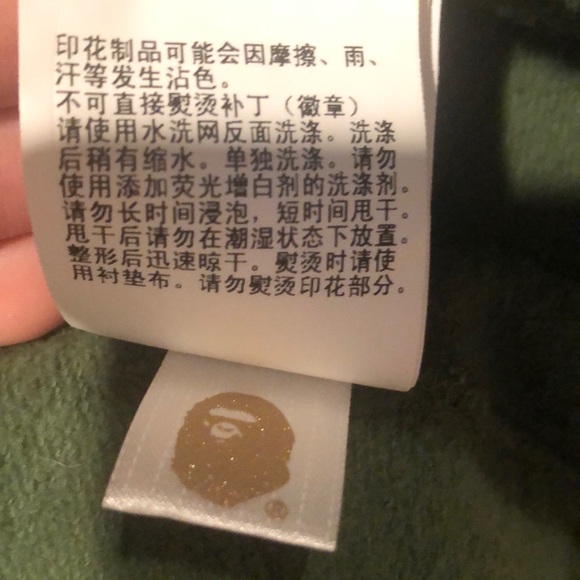 印花制品可能会因摩擦、雨、
汗等发生沾色。
不可直接熨烫补丁（徽章）
请使用水洗网反面洗涤。洗涤
后稍有缩水。单独洗涤。请勿
使用添加荧光增白剂的洗涤剂。
请勿长时间浸泡，短时间甩干。
甩干后请勿在潮湿状态下放置。
整形后迅速晾干。熨烫时请使
用衬垫布。请勿熨烫印花部分。
®